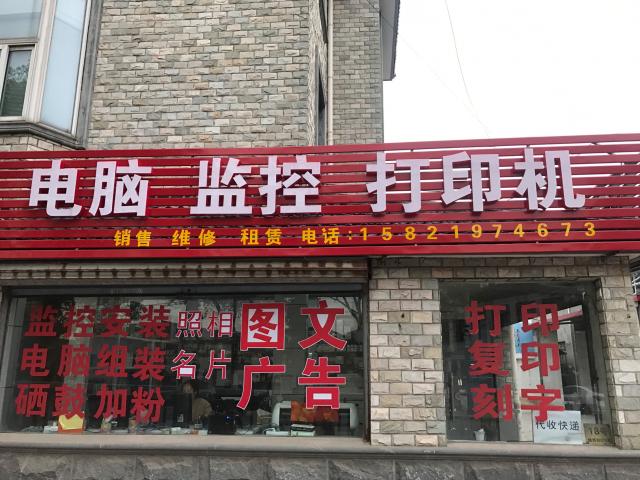 电脑 监控 打印机
销售 维修 租赁 电话:15821974673
监控安装 照相 图文
电脑组装 名片 广告
硒鼓加粉
打印
复印
刻字
代收快递